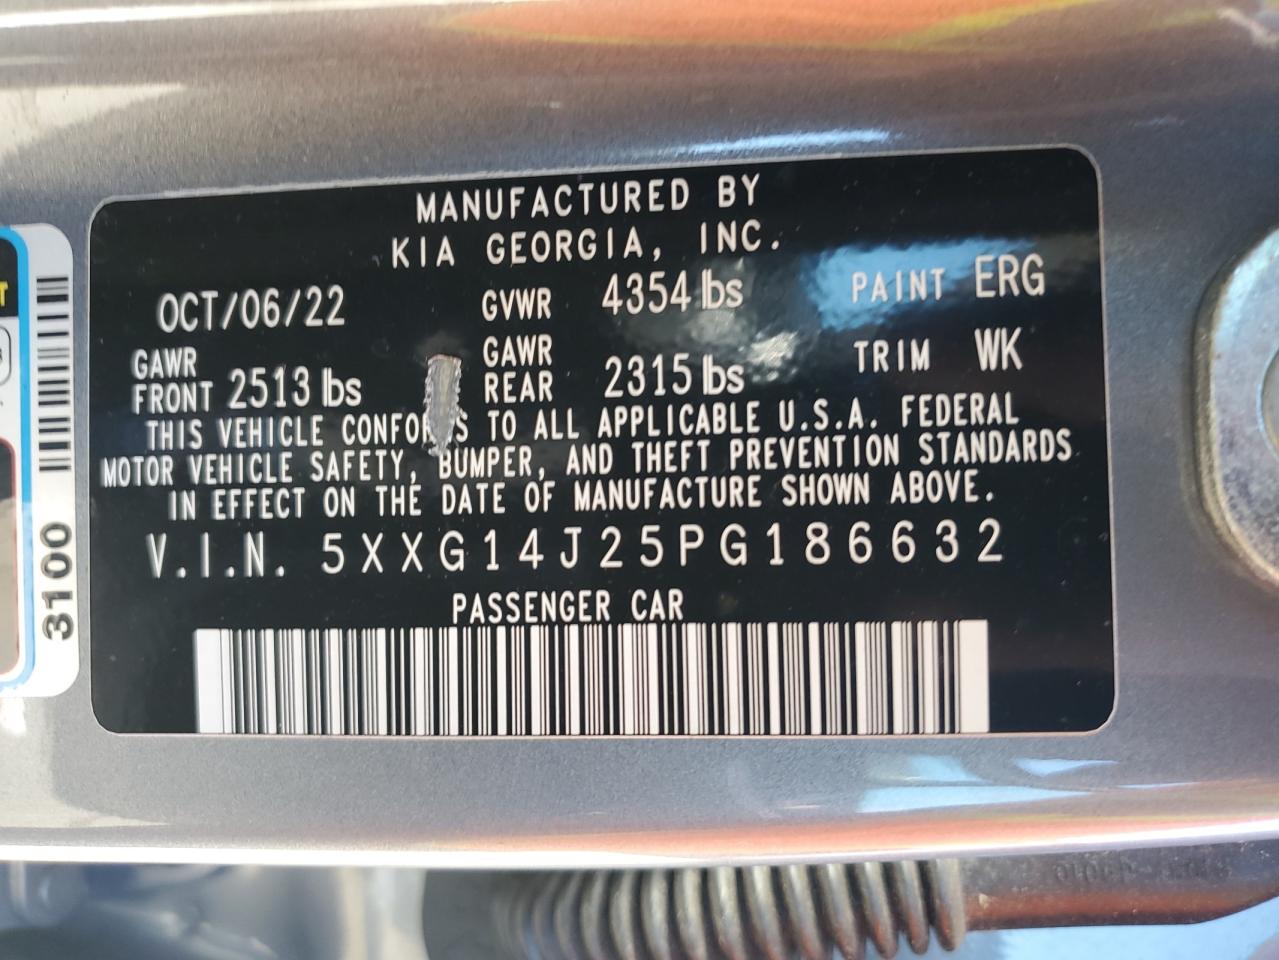 MANUFACTURED BY
KIA GEORGIA, INC.
OCT/06/22 GVWR 4354 lbs PAINT ERG
GAWR FRONT 2513 lbs GAWR REAR 2315 lbs TRIM WK
THIS VEHICLE CONFORMS TO ALL APPLICABLE U.S.A. FEDERAL
MOTOR VEHICLE SAFETY, BUMPER, AND THEFT PREVENTION STANDARDS
IN EFFECT ON THE DATE OF MANUFACTURE SHOWN ABOVE.
V.I.N. 5XXG14J25PG186632
PASSENGER CAR
3100